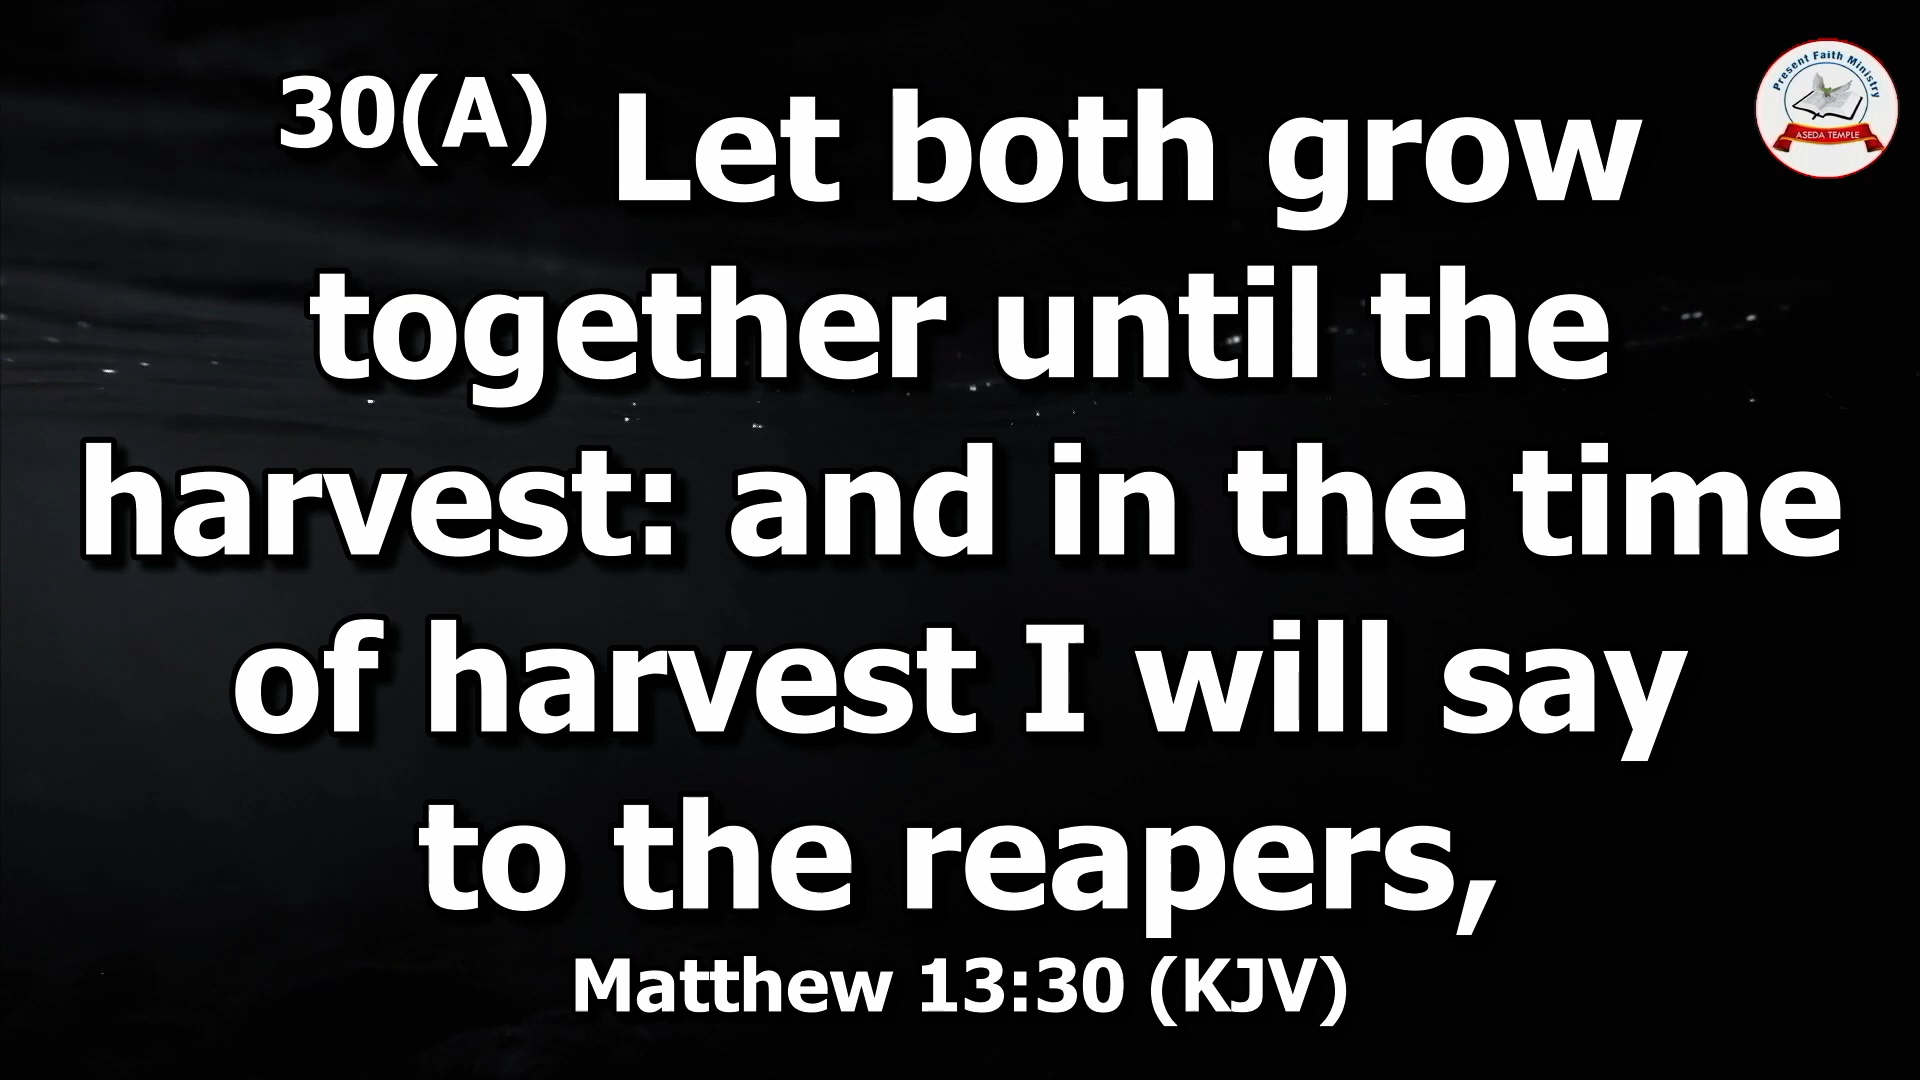 30(A) Let both grow
together until the
harvest: and in the time
of harvest I will say
to the reapers,
Matthew 13:30 (KJV)
Present Faith Ministry
ASEDA TEMPLE